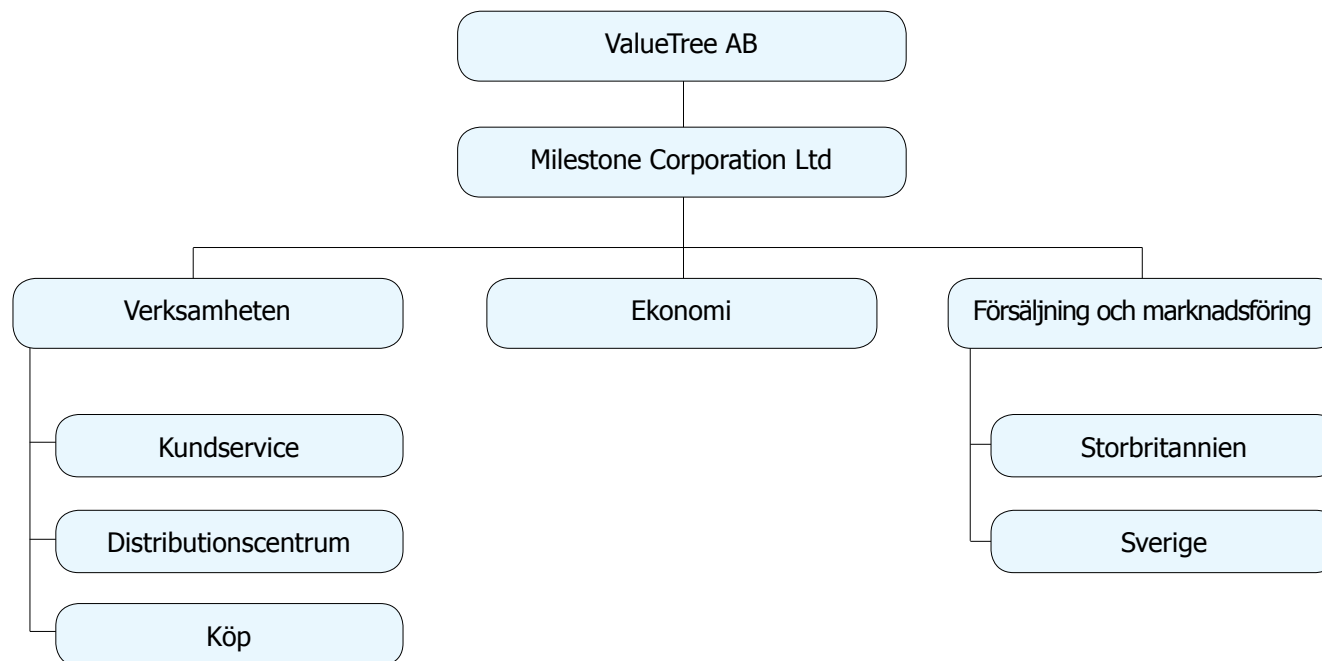 ValueTree AB
Milestone Corporation Ltd
Verksamheten
Ekonomi
Försäljning och marknadsföring
Kundservice
Storbritannien
Distributionscentrum
Sverige
Köp